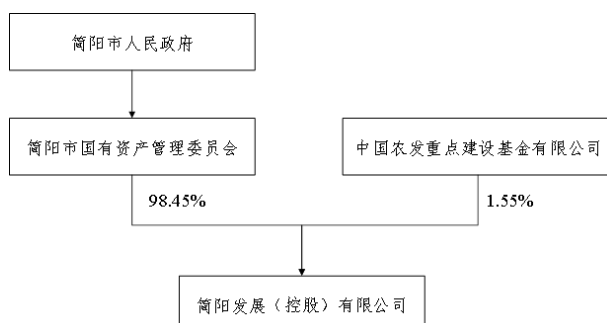 简阳市人民政府
简阳市国有资产管理委员会
中国农发重点建设基金有限公司
98.45%
1.55%
简阳发展（控股）有限公司